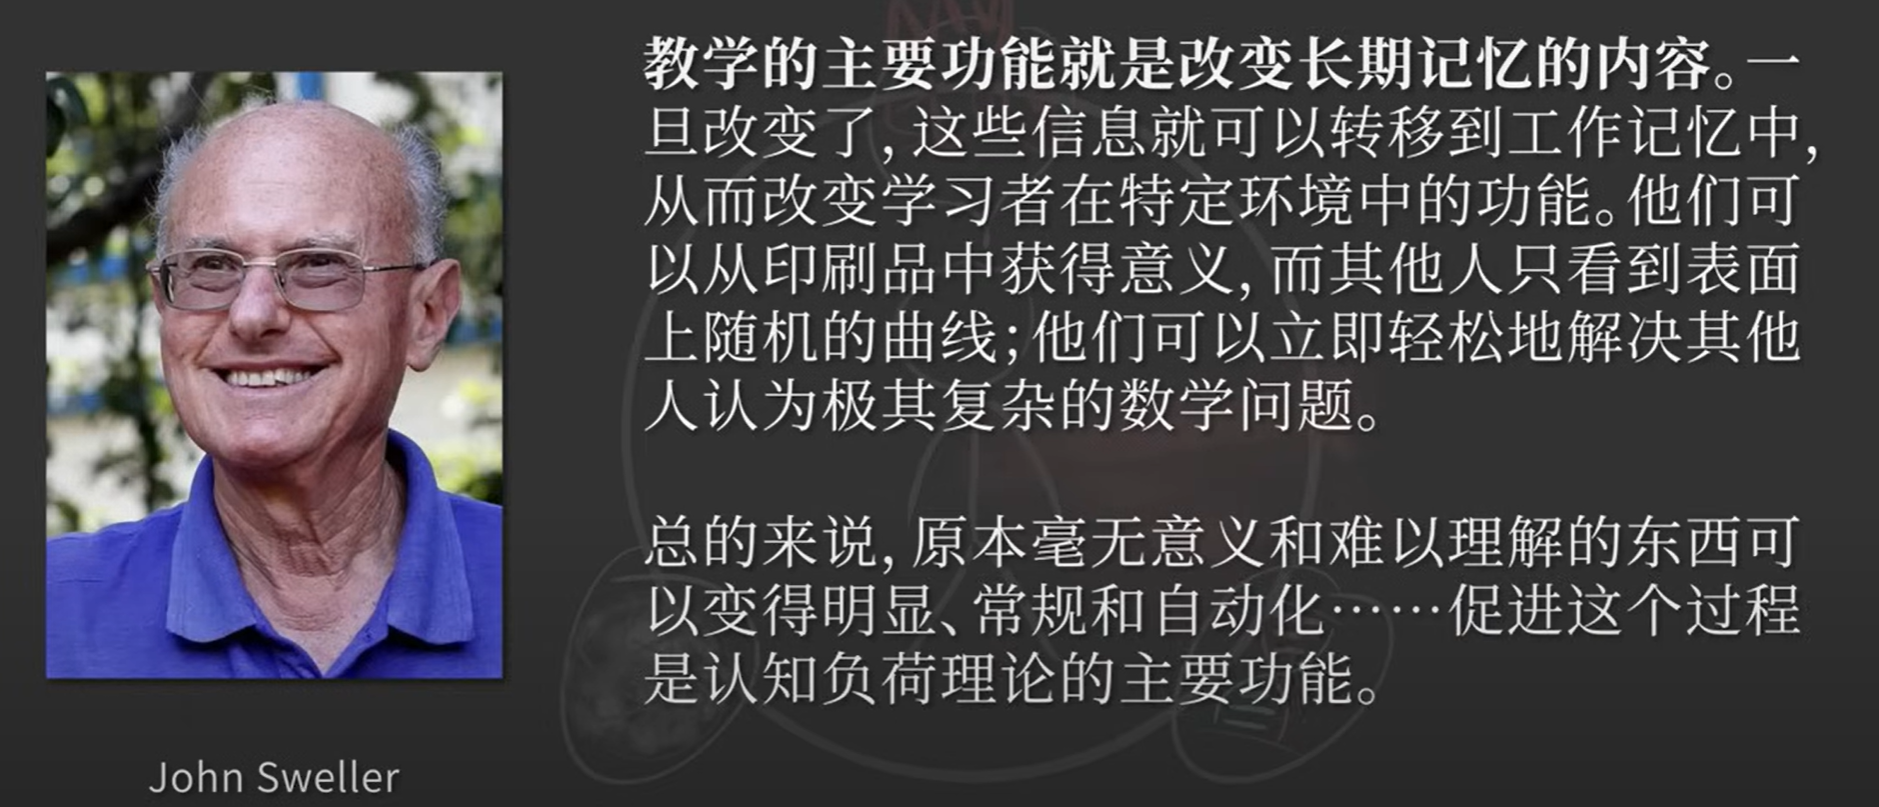 教学的主要功能就是改变长期记忆的内容。一
旦改变了，这些信息就可以转移到工作记忆中，
从而改变学习者在特定环境中的功能。他们可
以从印刷品中获得意义，而其他人只看到表面
上随机的曲线；他们可以立即轻松地解决其他
人认为极其复杂的数学问题。
总的来说，原本毫无意义和难以理解的东西可
以变得明显、常规和自动化……促进这个过程
是认知负荷理论的主要功能。
John Sweller